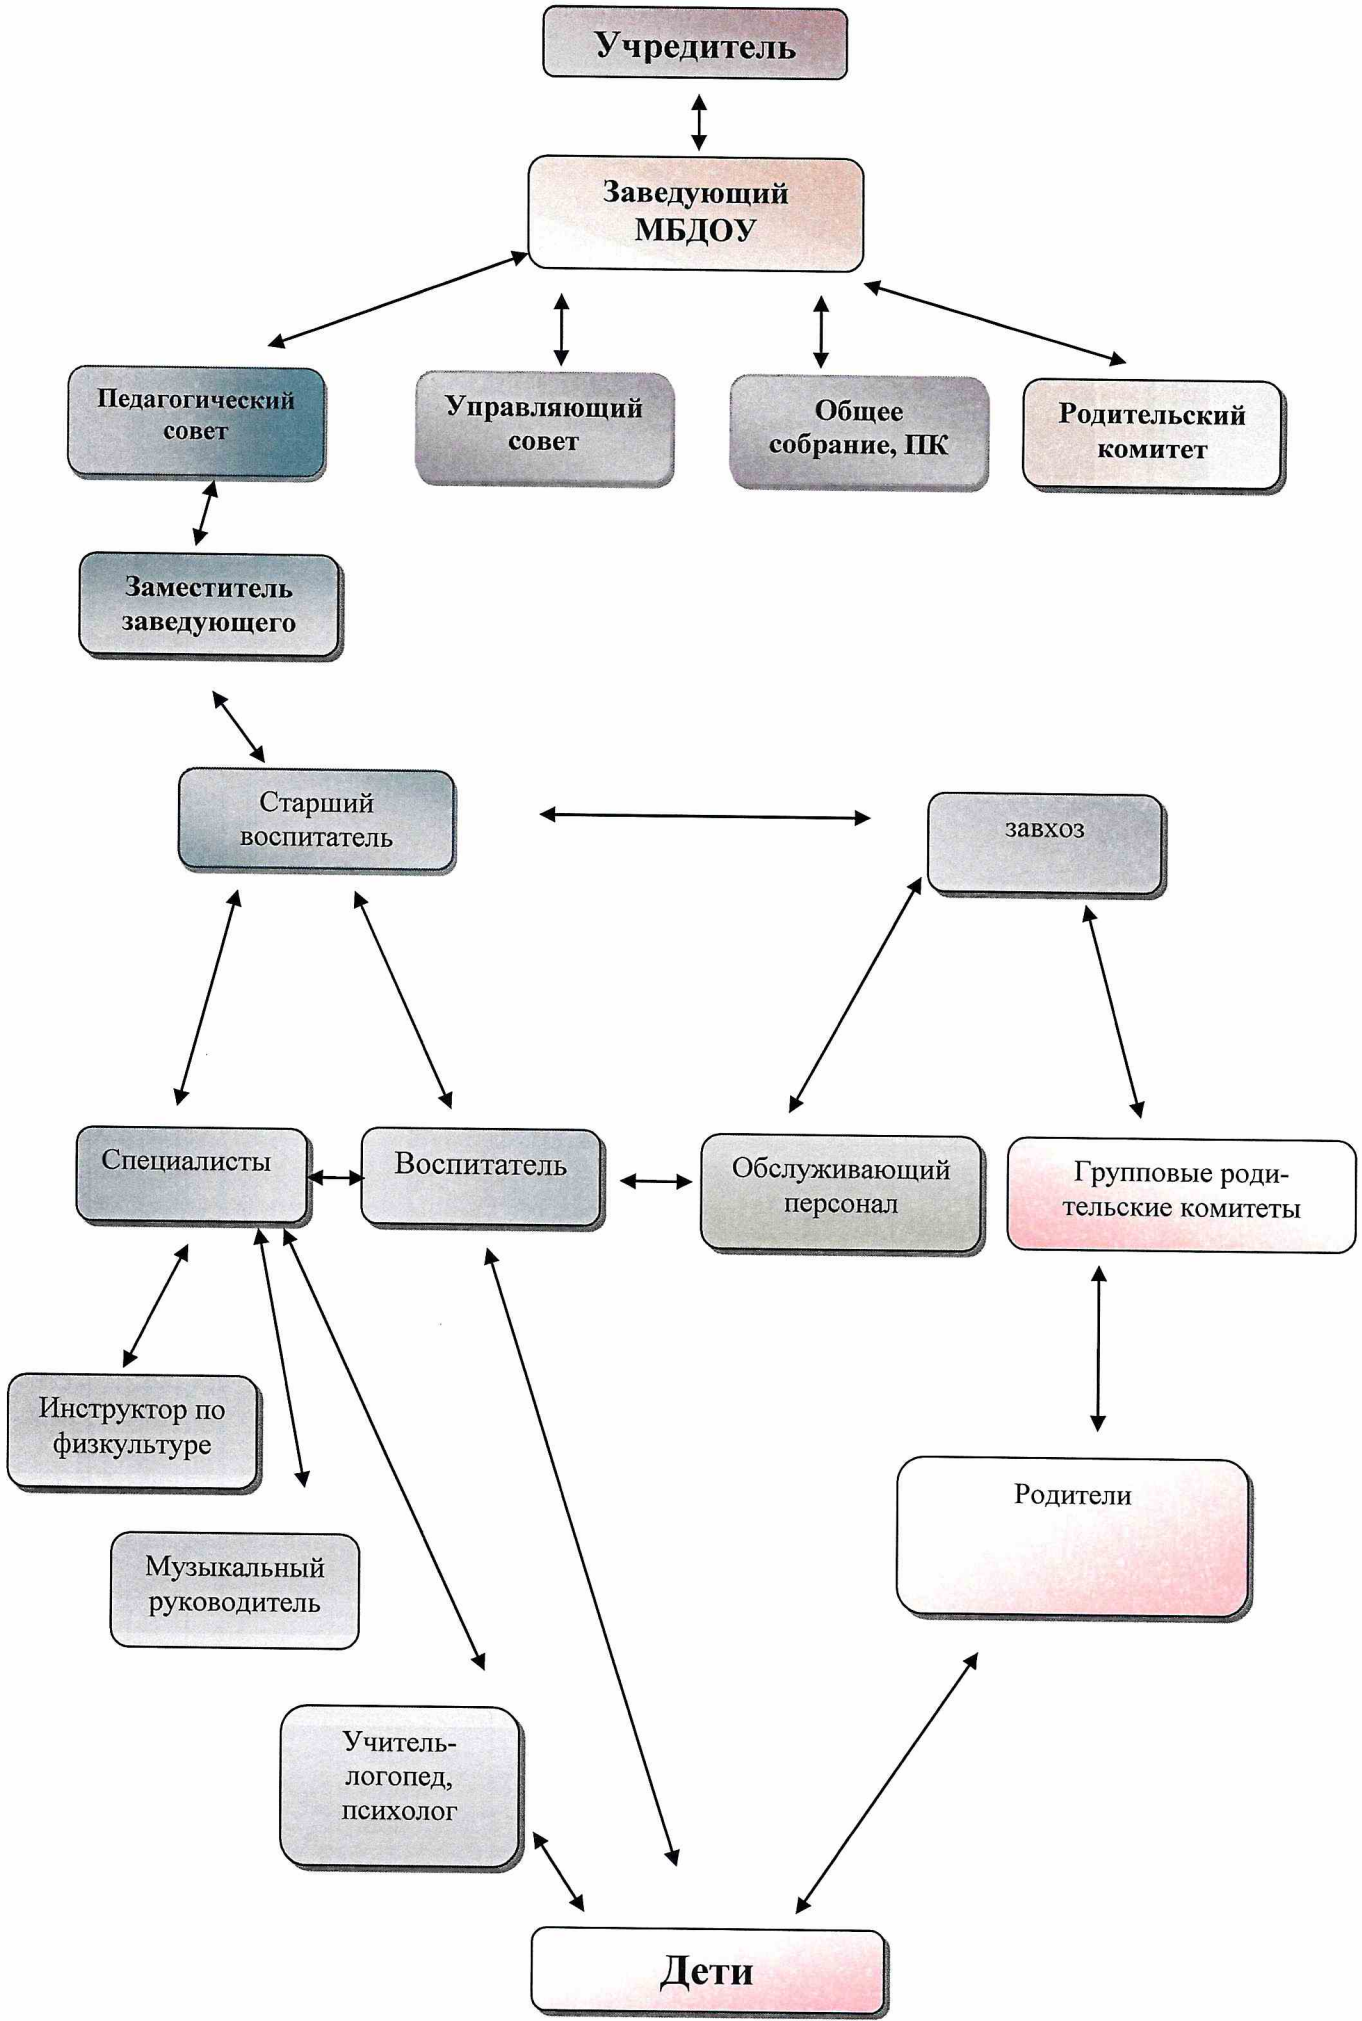 Учредитель
Заведующий
МБДОУ
Педагогический
совет
Управляющий
совет
Общее
собрание, ПК
Родительский
комитет
Заместитель
заведующего
Старший
воспитатель
завхоз
Специалисты
Воспитатель
Обслуживающий
персонал
Групповые роди-
тельские комитеты
Инструктор по
физкультуре
Родители
Музыкальный
руководитель
Учитель-
логопед,
психолог
Дети